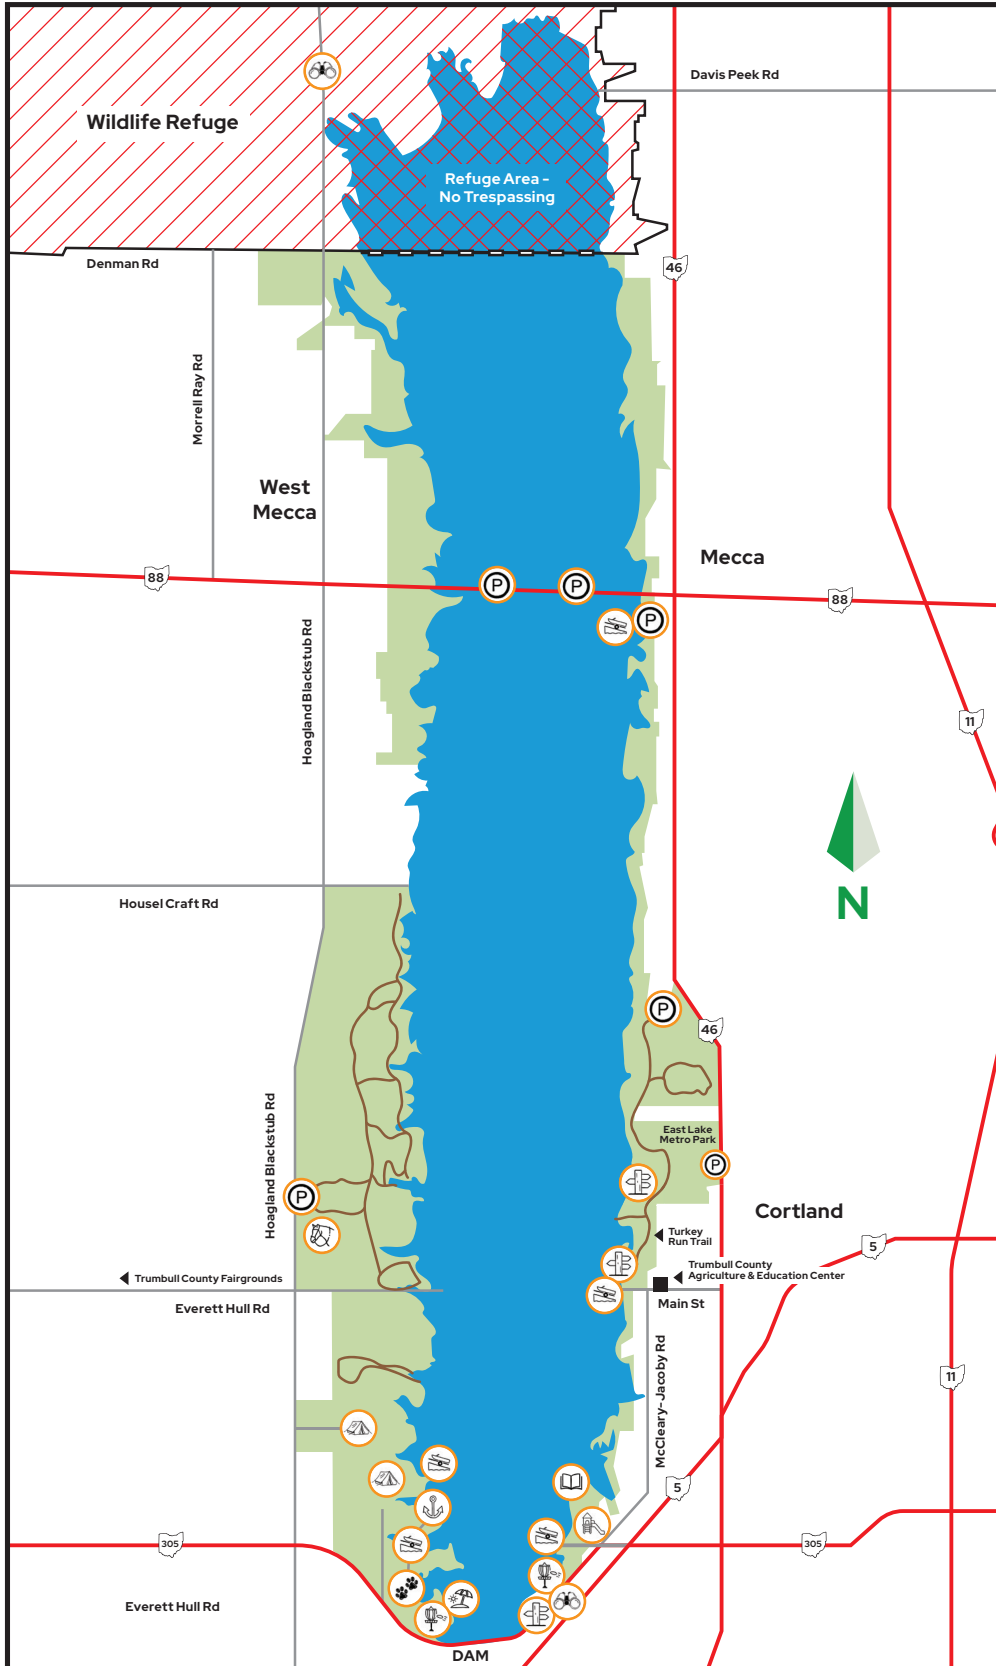 Davis Peek Rd
Wildlife Refuge
Refuge Area –
No Trespassing
Denman Rd
46
Morrell Ray Rd
West
Mecca
Mecca
88
P
P
88
P
Hoagland Blackstub Rd
11
N
Housel Craft Rd
P
46
East Lake
Metro Park
P
Hoagland Blackstub Rd
P
Cortland
Turkey
Run Trail
5
Trumbull County
Agriculture & Education Center
Trumbull County Fairgrounds
Everett Hull Rd
Main St
McCleary-Jacoby Rd
11
5
305
305
Everett Hull Rd
DAM